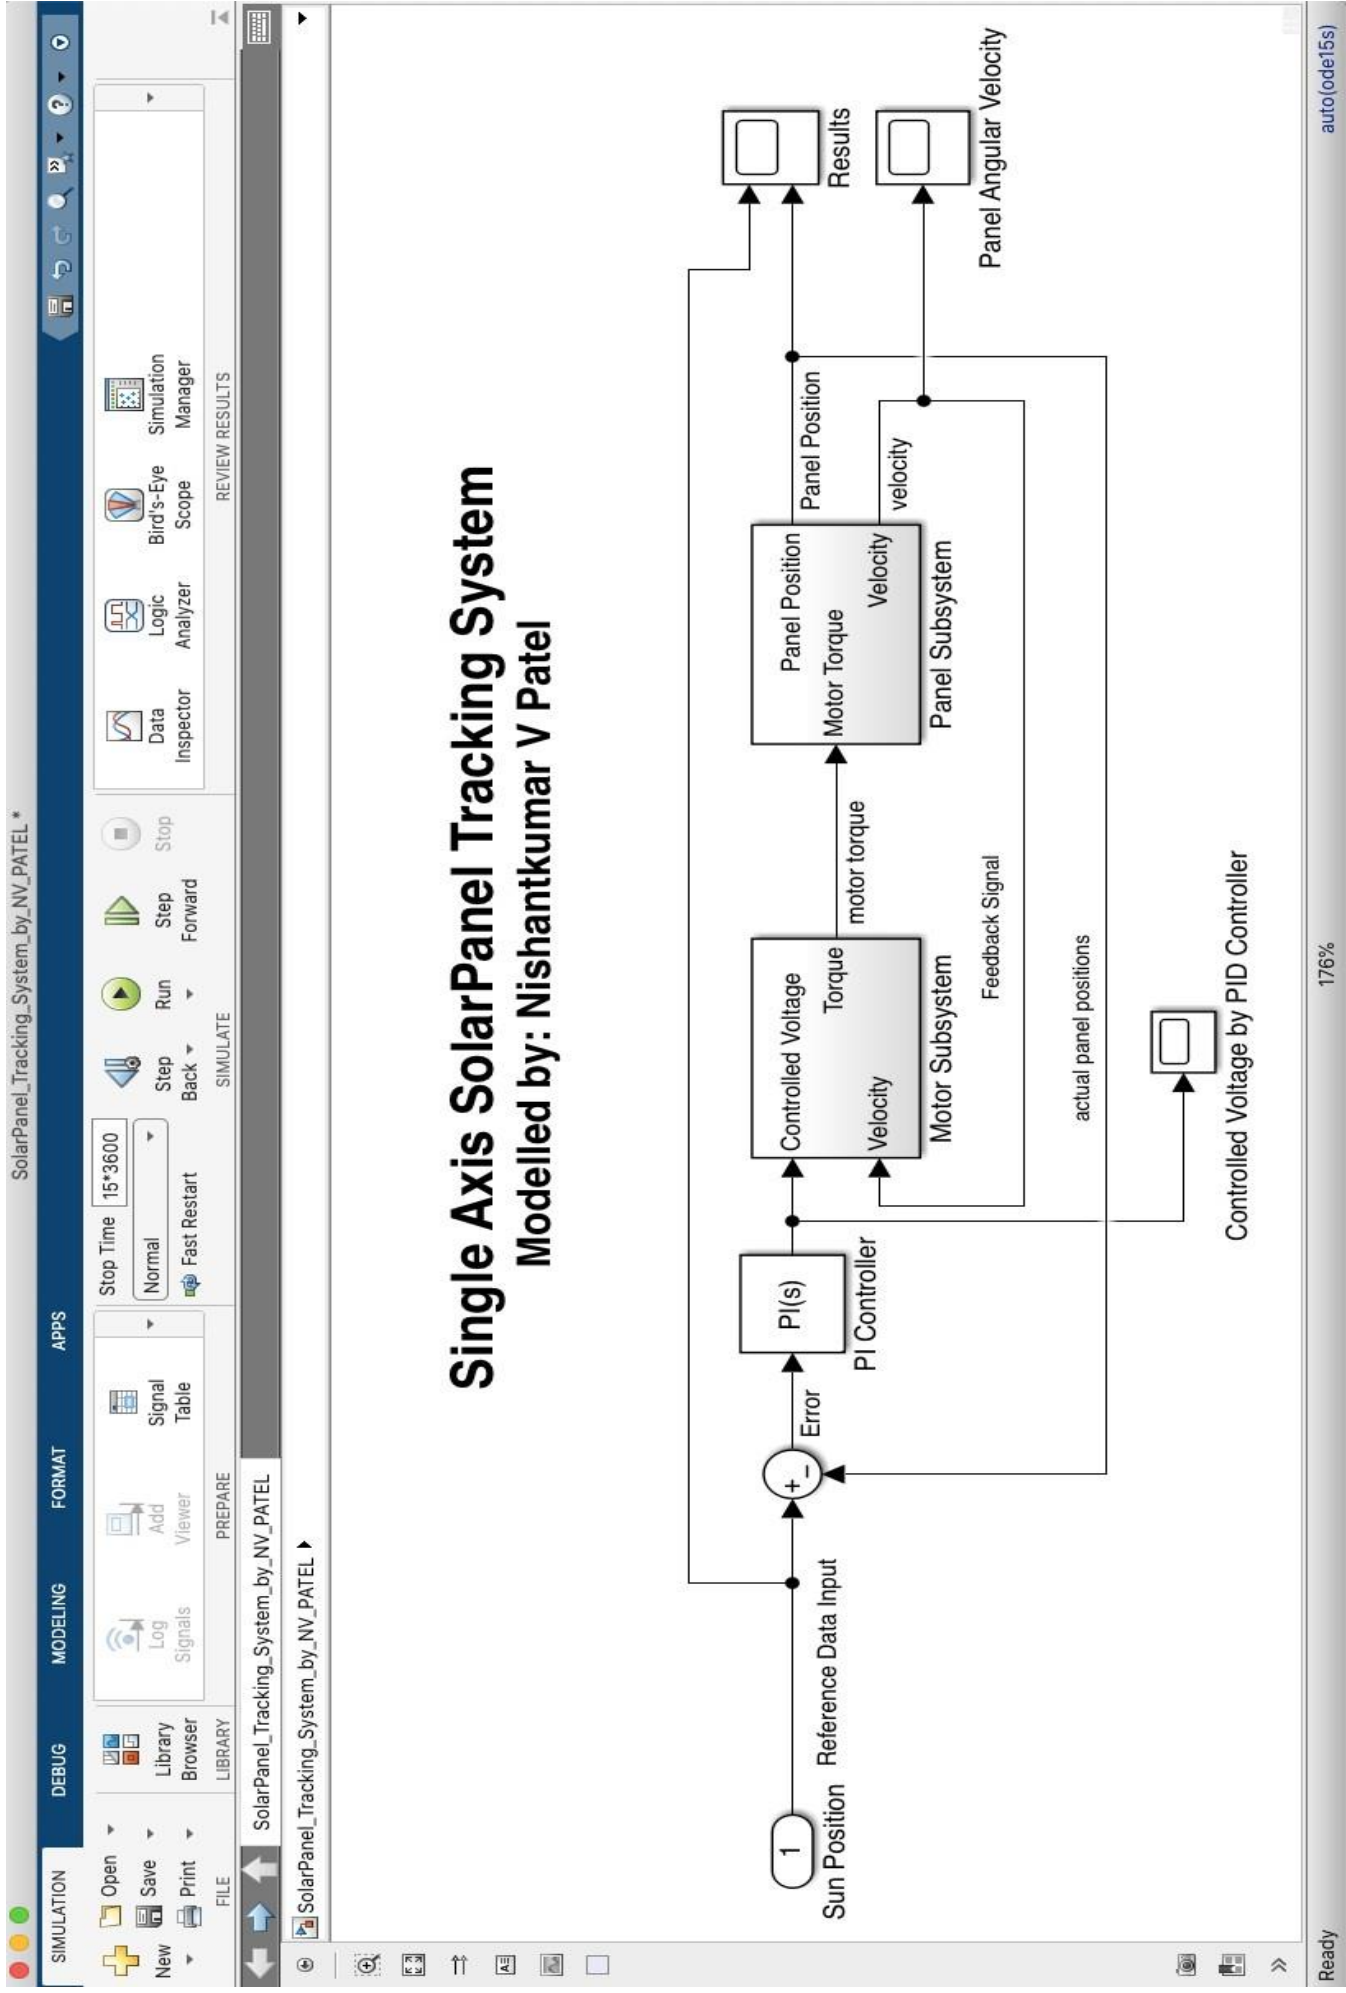 SolarPanel_Tracking_System_by_NV_PATEL *
SIMULATION
DEBUG
MODELING
FORMAT
APPS
New
Open
Save
Print
FILE
Library
Browser
LIBRARY
Log
Signals
Add
Viewer
Signal
Table
PREPARE
Stop Time 15*3600
Normal
Fast Restart
Step
Back
Run
Step
Forward
Stop
SIMULATE
Data
Inspector
Logic
Analyzer
Bird's-Eye
Scope
Simulation
Manager
REVIEW RESULTS
SolarPanel_Tracking_System_by_NV_PATEL
SolarPanel_Tracking_System_by_NV_PATEL
Single Axis SolarPanel Tracking System
Modelled by: Nishantkumar V Patel
1
Sun Position
Reference Data Input
+
−
Error
PI(s)
PI Controller
Controlled Voltage
Torque
Velocity
Motor Subsystem
motor torque
Panel Position
Motor Torque
Velocity
Panel Subsystem
Panel Position
velocity
Results
Panel Angular Velocity
Feedback Signal
actual panel positions
Controlled Voltage by PID Controller
Ready
176%
auto(ode15s)